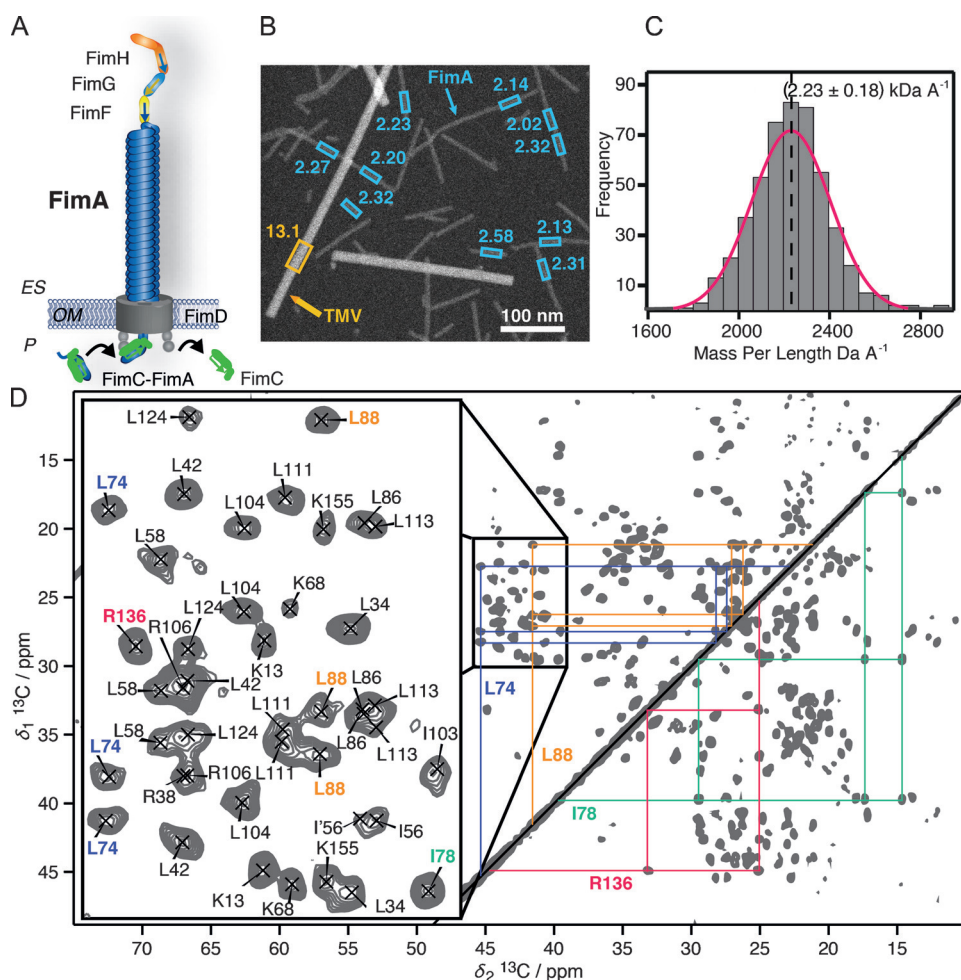 A
FimH
FimG
FimF
FimA
ES
OM
FimD
P
FimC-FimA
FimC
B
FimA
2.14
2.23
2.02
2.32
2.27
2.20
2.32
13.1
2.58
2.13
2.31
TMV
100 nm
C
(2.23 ± 0.18) kDa A⁻¹
Frequency
90
70
50
30
10
1600
2000
2400
2800
Mass Per Length Da A⁻¹
D
L124
L88
L74
L42
L111
L104
K155
L86
L113
L58
L104
K68
L34
R136
L124
R106
K13
L58
L42
L88
L86
L113
L111
L58
L124
L86
L113
I103
L74
R106
L111
L88
R38
L104
L74
I'56
I56
L42
K155
I78
K13
K68
L34
L74
L88
I78
R136
15
20
25
30
35
40
45
δ₁ ¹³C / ppm
70
65
60
55
50
45
40
35
30
25
20
15
δ₂ ¹³C / ppm